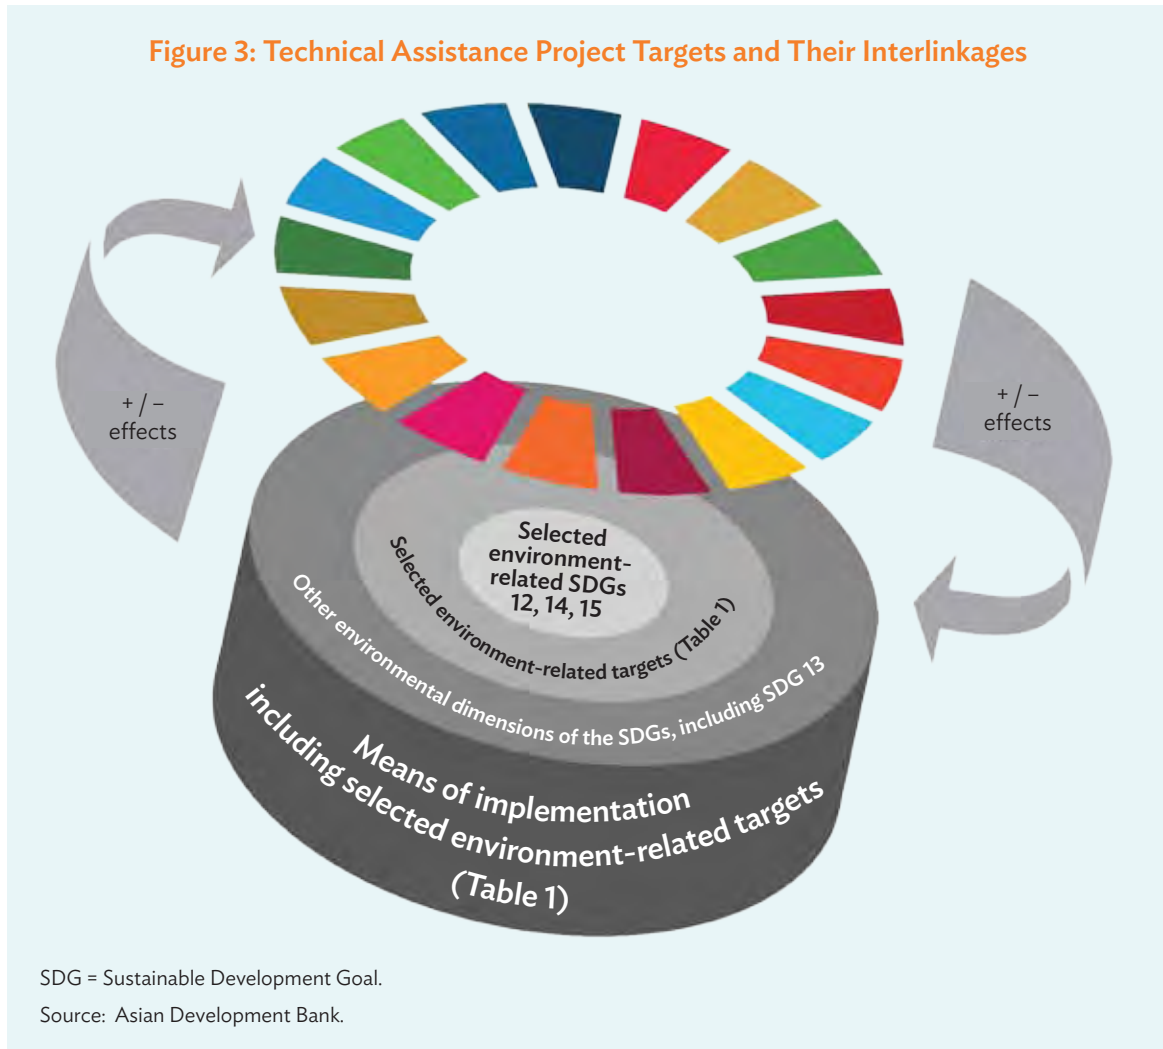 Figure 3: Technical Assistance Project Targets and Their Interlinkages
+ / –
effects
+ / –
effects
Selected
environment-
related SDGs
12, 14, 15
Selected environment-related targets (Table 1)
Other environmental dimensions of the SDGs, including SDG 13
Means of implementation
including selected environment-related targets
(Table 1)
SDG = Sustainable Development Goal.
Source: Asian Development Bank.